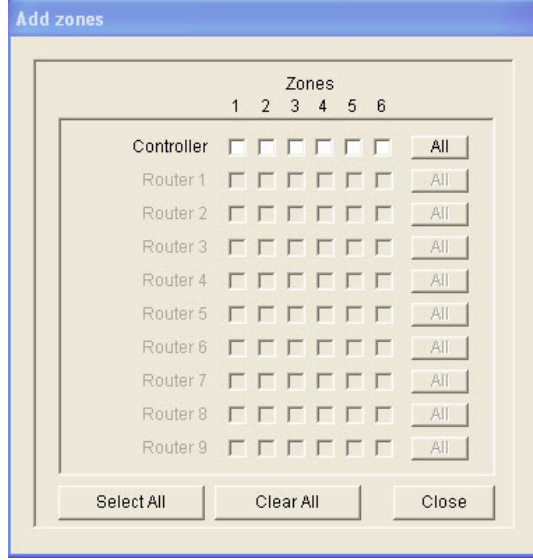 Add zones
Zones
1 2 3 4 5 6
Controller All
Router 1 All
Router 2 All
Router 3 All
Router 4 All
Router 5 All
Router 6 All
Router 7 All
Router 8 All
Router 9 All
Select All Clear All Close